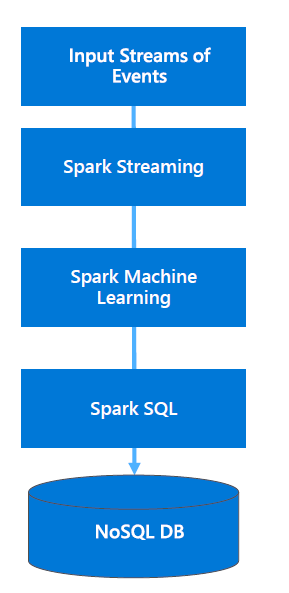 Input Streams of
Events
Spark Streaming
Spark Machine
Learning
Spark SQL
NoSQL DB